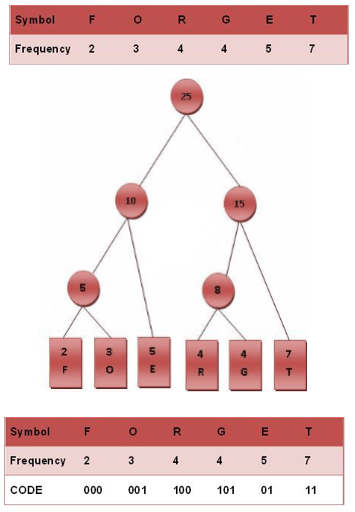 Symbol F O R G E T
Frequency 2 3 4 4 5 7
25
10 15
5 8
2 3 5 4 4 7
F O E R G T
Symbol F O R G E T
Frequency 2 3 4 4 5 7
CODE 000 001 100 101 01 11